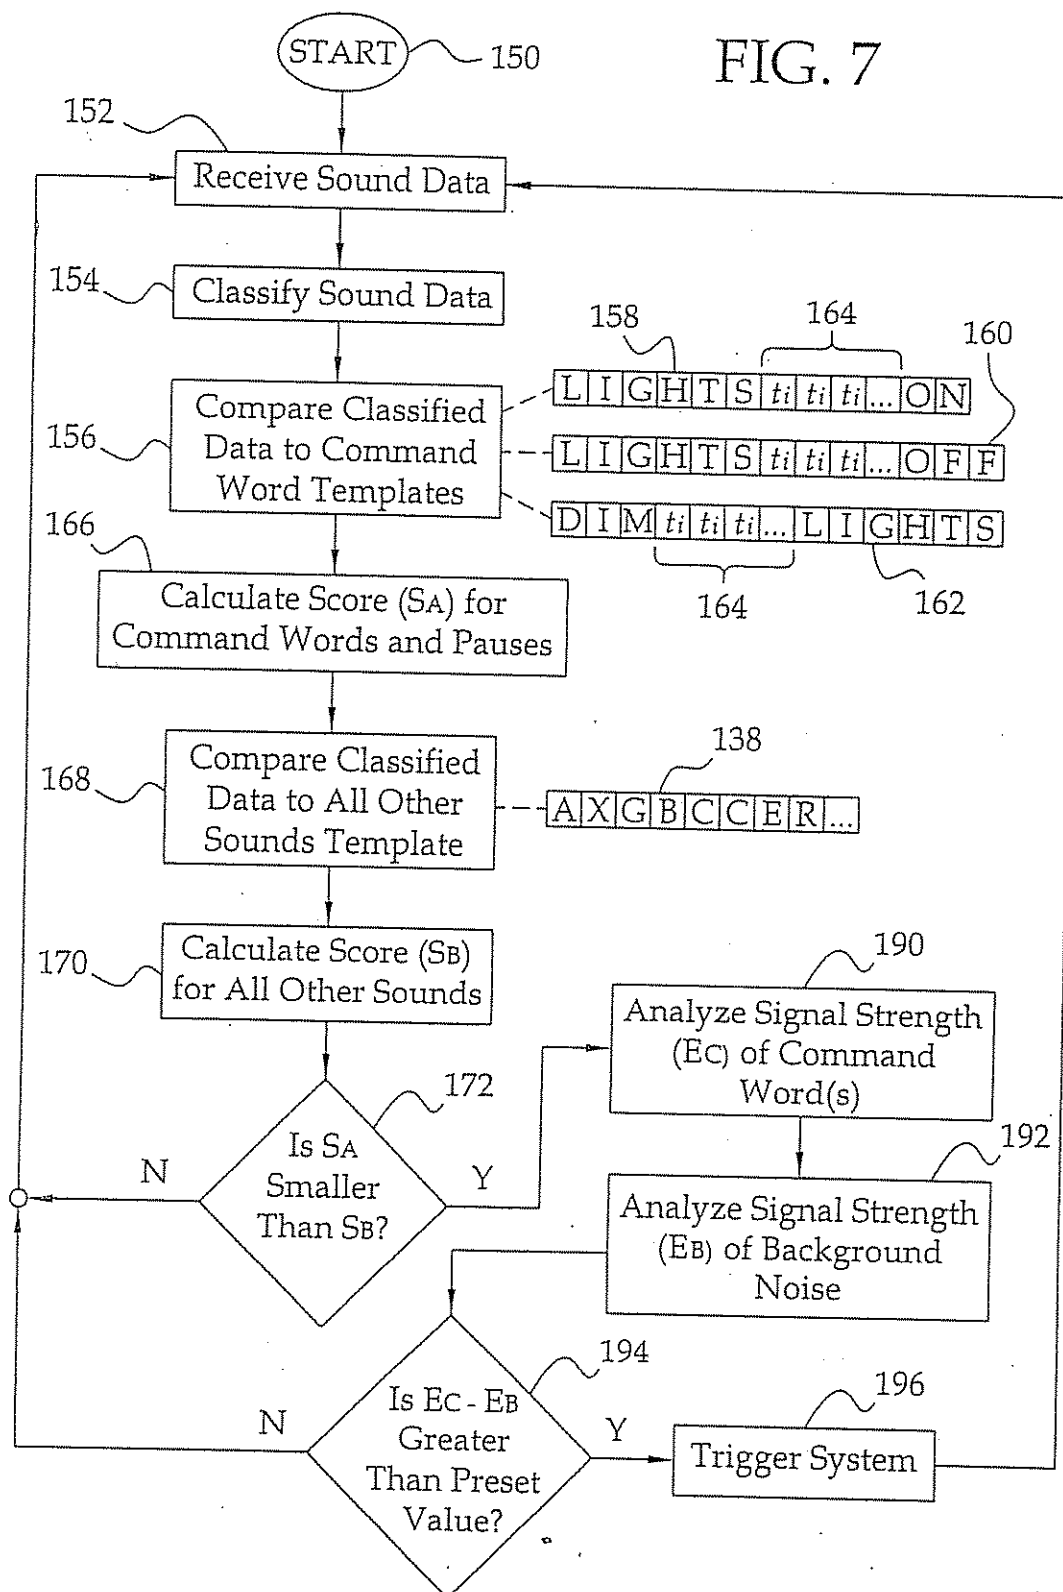 FIG. 7
START
150
152
Receive Sound Data
154
Classify Sound Data
158
164
160
L I G H T S ti ti ti ... O N
156
Compare Classified
Data to Command
Word Templates
L I G H T S ti ti ti ... O F F
D I M ti ti ti ... L I G H T S
164
162
166
Calculate Score (SA) for
Command Words and Pauses
168
Compare Classified
Data to All Other
Sounds Template
138
A X G B C C E R ...
170
Calculate Score (SB)
for All Other Sounds
190
Analyze Signal Strength
(EC) of Command
Word(s)
172
Is SA
Smaller
Than SB?
N
Y
192
Analyze Signal Strength
(EB) of Background
Noise
194
Is EC - EB
Greater
Than Preset
Value?
N
Y
196
Trigger System